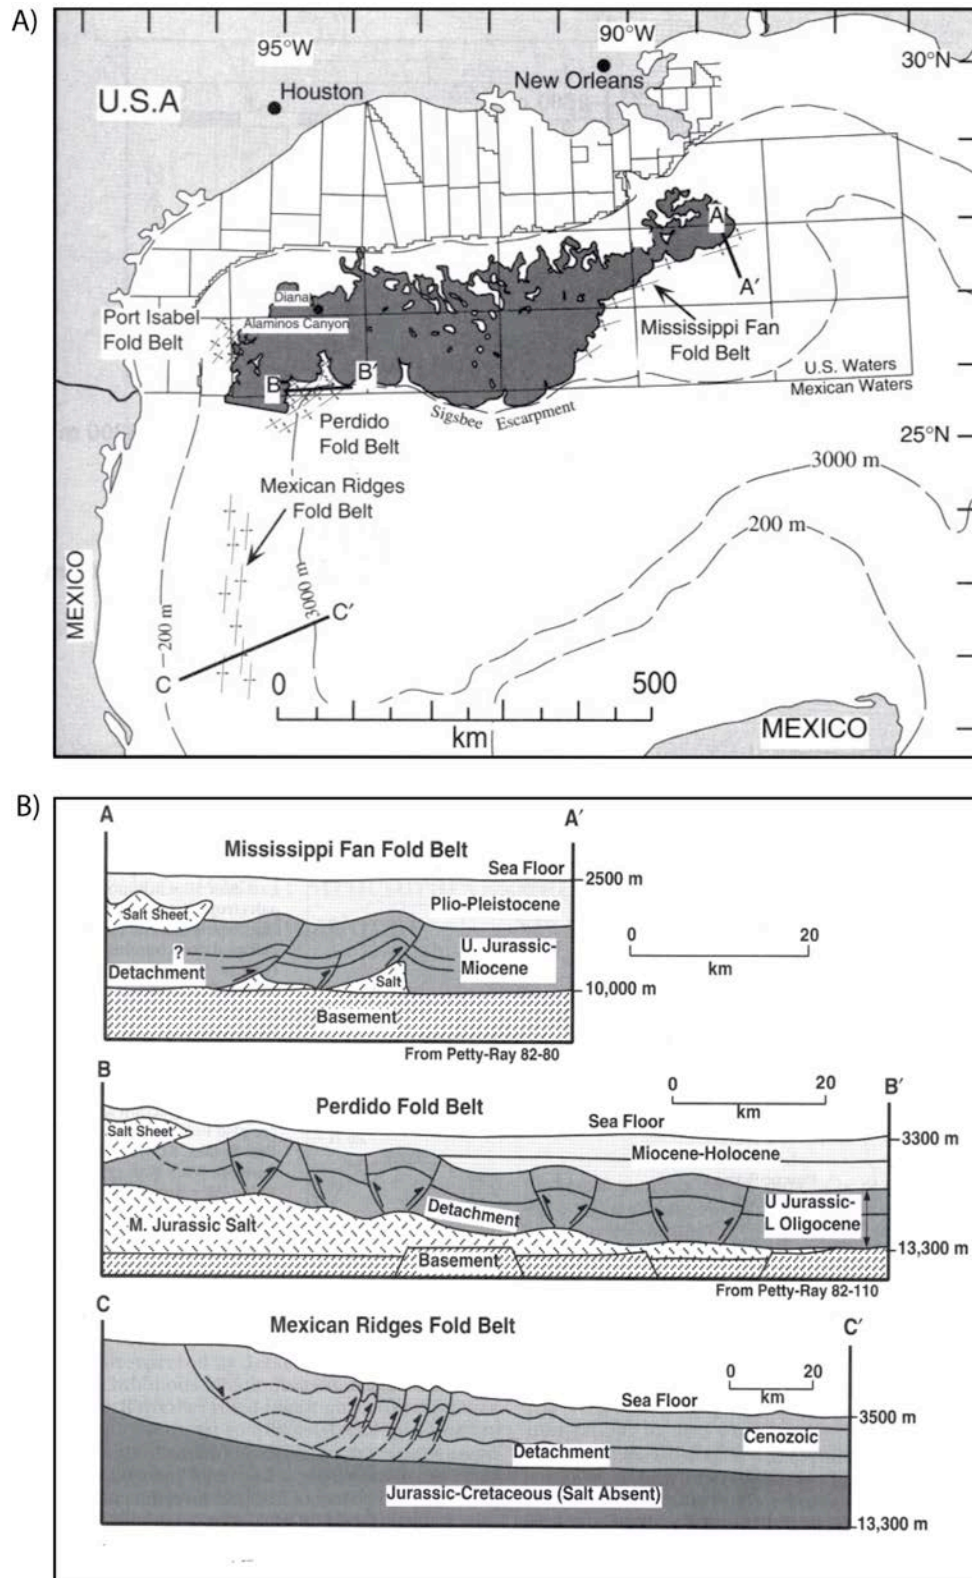 A)
95°W
90°W
30°N
New Orleans
Houston
U.S.A
A
A'
Diana
Port Isabel
Fold Belt
Alaminos Canyon
Mississippi Fan
Fold Belt
B
B'
U.S. Waters
Mexican Waters
Sigsbee Escarpment
Perdido
Fold Belt
25°N
3000 m
Mexican Ridges
Fold Belt
200 m
MEXICO
200 m
3000 m
C'
C
0
500
km
MEXICO
B)
A
A'
Mississippi Fan Fold Belt
Sea Floor
2500 m
Plio-Pleistocene
Salt Sheet
0
20
km
?
U. Jurassic-
Miocene
Detachment
Salt
10,000 m
Basement
From Petty-Ray 82-80
B
B'
0
20
km
Perdido Fold Belt
Sea Floor
Salt Sheet
3300 m
Miocene-Holocene
Detachment
U Jurassic-
L Oligocene
M. Jurassic Salt
13,300 m
Basement
From Petty-Ray 82-110
C
C'
Mexican Ridges Fold Belt
0
20
km
Sea Floor
3500 m
Cenozoic
Detachment
Jurassic-Cretaceous (Salt Absent)
13,300 m